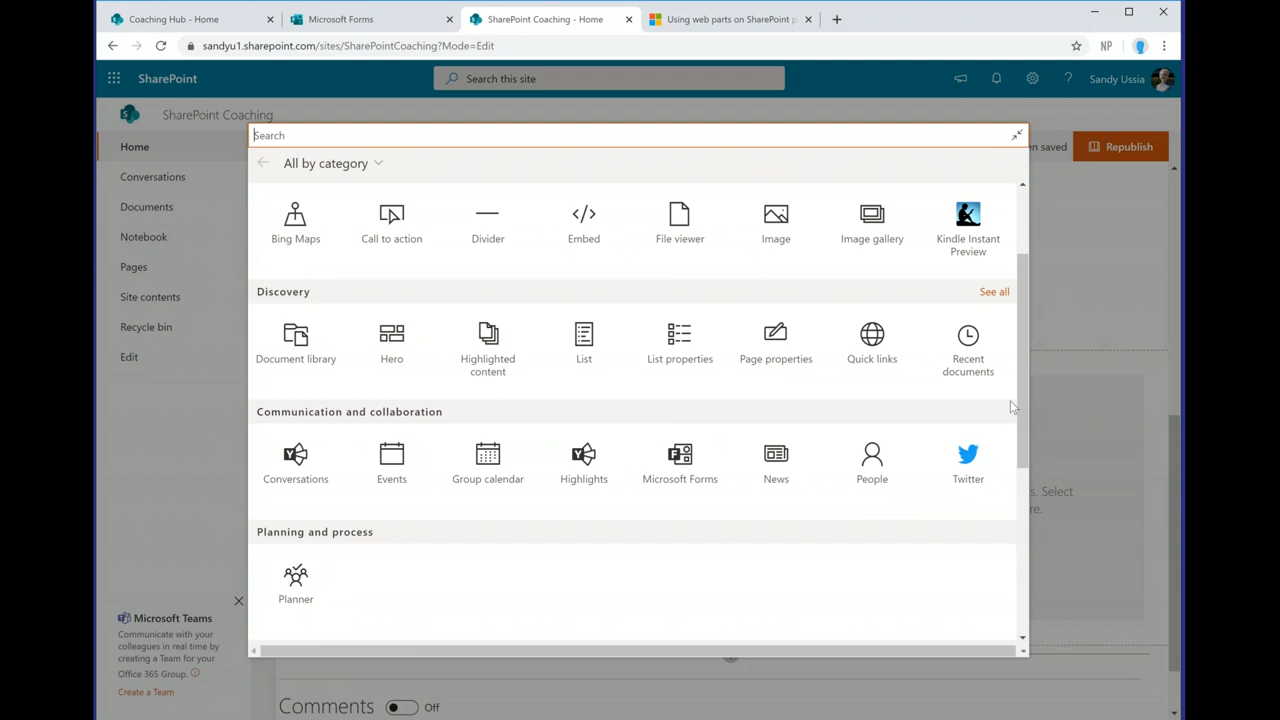 Coaching Hub - Home
Microsoft Forms
SharePoint Coaching - Home
Using web parts on SharePoint p
sandyu1.sharepoint.com/sites/SharePointCoaching?Mode=Edit
NP
SharePoint
Search this site
Sandy Ussia
SharePoint Coaching
Home
Conversations
Documents
Notebook
Pages
Site contents
Recycle bin
Edit
en saved
Republish
Search
All by category
Bing Maps
Call to action
Divider
Embed
File viewer
Image
Image gallery
Kindle Instant
Preview
Discovery
See all
Document library
Hero
Highlighted
content
List
List properties
Page properties
Quick links
Recent
documents
Communication and collaboration
Conversations
Events
Group calendar
Highlights
Microsoft Forms
News
People
Twitter
Planning and process
Planner
s. Select
re.
Microsoft Teams
Communicate with your
colleagues in real time by
creating a Team for your
Office 365 Group.
Create a Team
Comments
Off